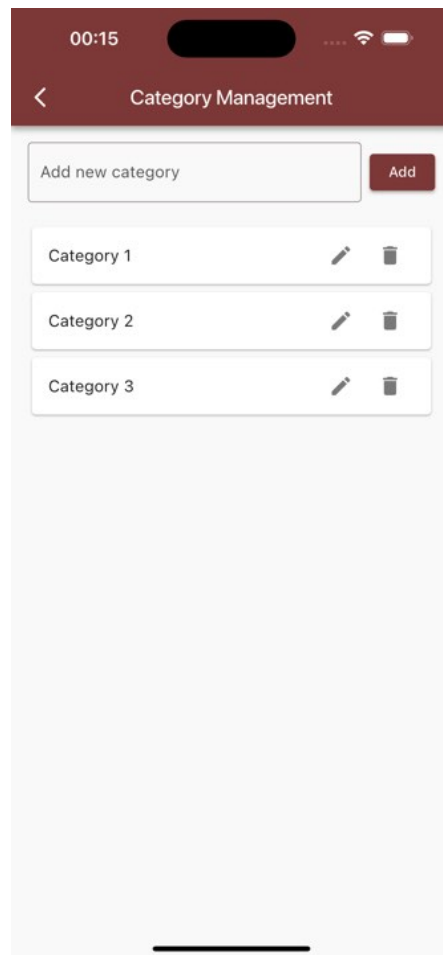 00:15
Category Management
Add new category
Add
Category 1
Category 2
Category 3